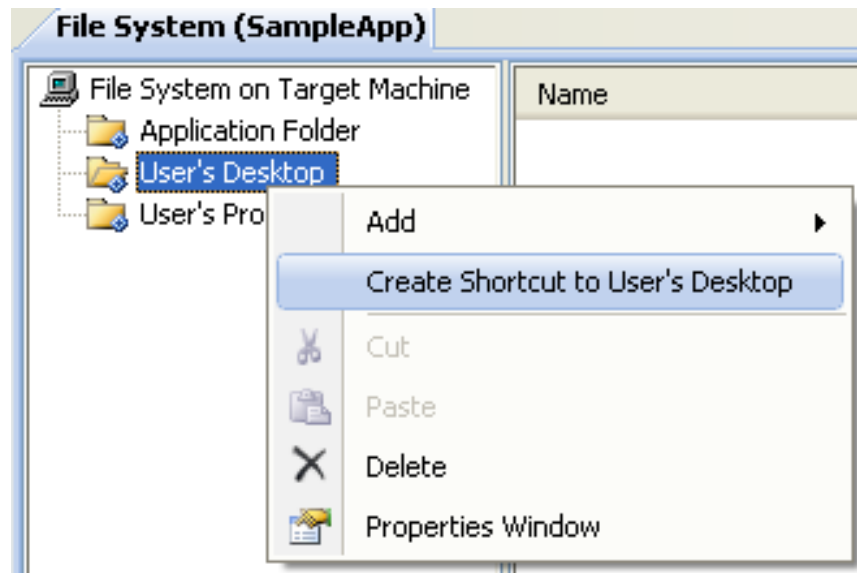 File System (SampleApp)
File System on Target Machine
Name
Application Folder
User's Desktop
User's Pro
Add
Create Shortcut to User's Desktop
Cut
Paste
Delete
Properties Window